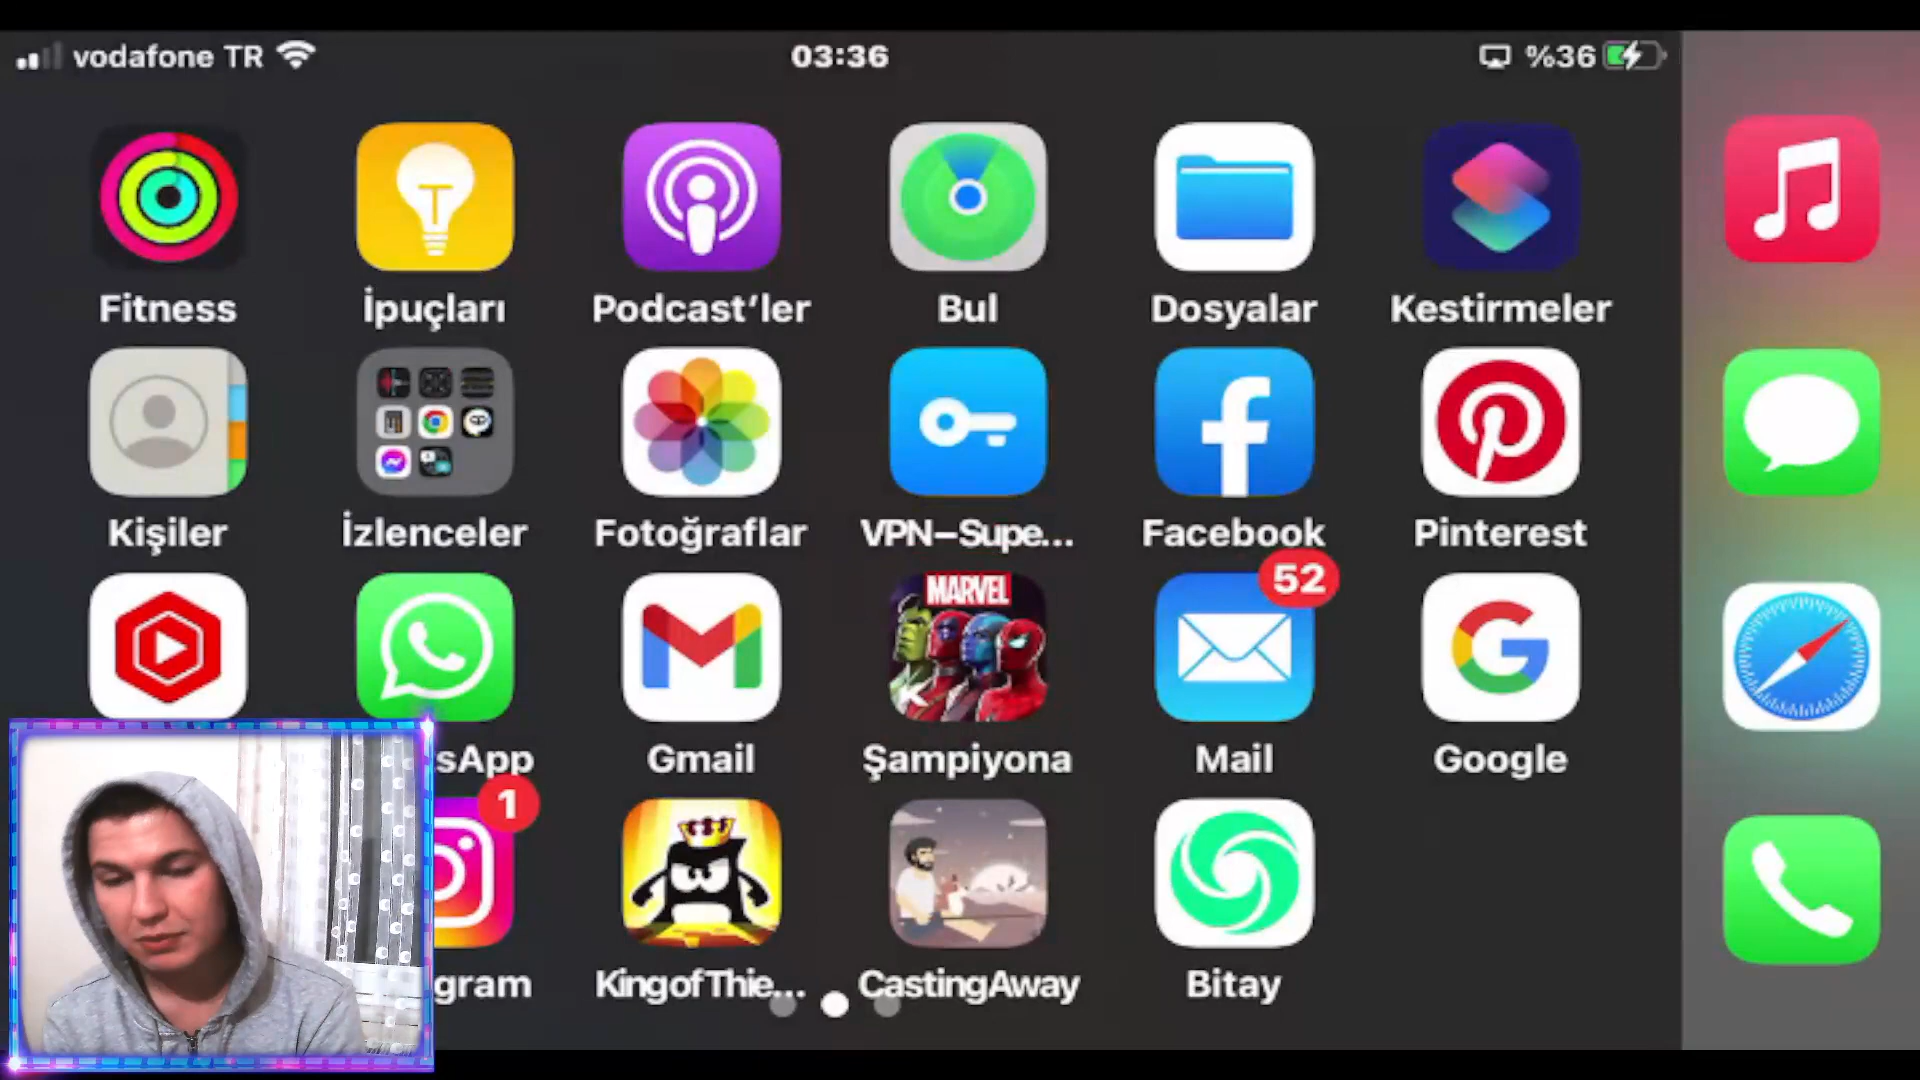 vodafone TR 03:36 %36
Fitness İpuçları Podcast'ler Bul Dosyalar Kestirmeler
Kişiler İzlenceler Fotoğraflar VPN–Supe... Facebook Pinterest
MARVEL
52
sApp Gmail Şampiyona Mail Google
1
gram KingofThie... CastingAway Bitay